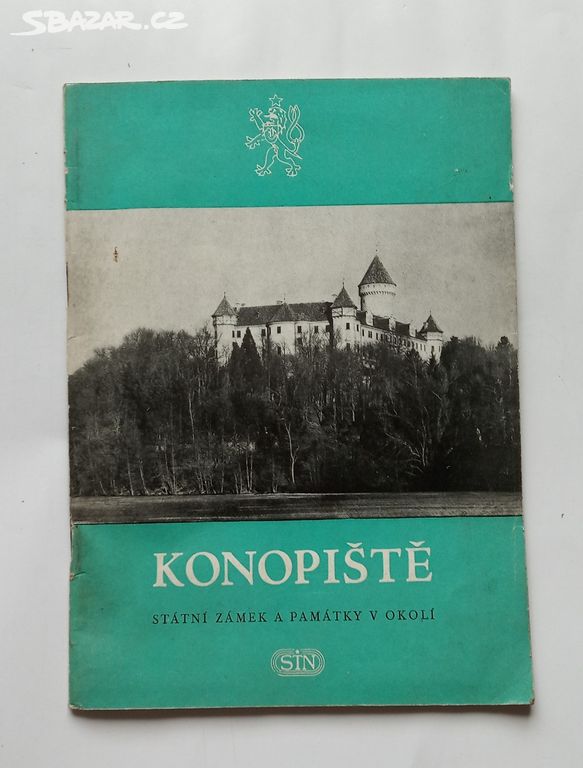 SBAZAR.CZ
KONOPIŠTĚ
STÁTNÍ ZÁMEK A PAMÁTKY V OKOLÍ
STN